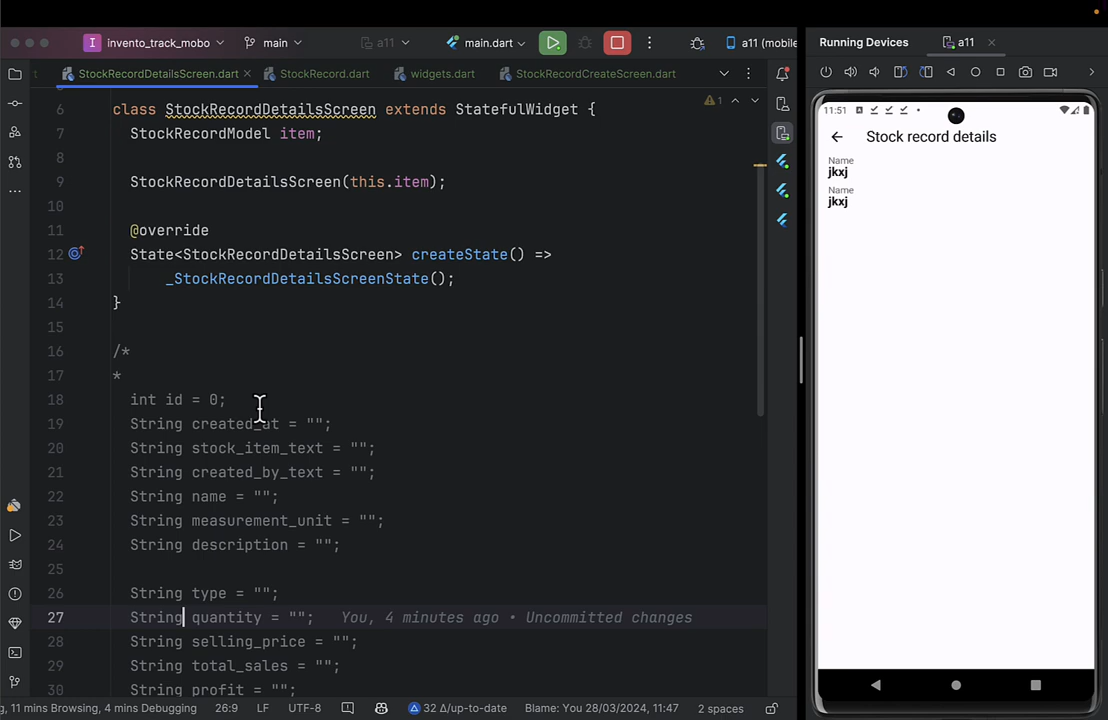 invento_track_mobo
main
a11
main.dart
a11 (mobile
Running Devices
a11
StockRecordDetailsScreen.dart
StockRecord.dart
widgets.dart
StockRecordCreateScreen.dart
6 class StockRecordDetailsScreen extends StatefulWidget {
1
7 StockRecordModel item;
8
9 StockRecordDetailsScreen(this.item);
10
11 @override
12 State<StockRecordDetailsScreen> createState() =>
13 _StockRecordDetailsScreenState();
14 }
15
16 /*
17 *
18 int id = 0;
19 String created_at = "";
20 String stock_item_text = "";
21 String created_by_text = "";
22 String name = "";
23 String measurement_unit = "";
24 String description = "";
25
26 String type = "";
27 String quantity = ""; You, 4 minutes ago • Uncommitted changes
28 String selling_price = "";
29 String total_sales = "";
30 String profit = "";
11:51
Stock record details
Name
jkxj
Name
jkxj
g, 11 mins Browsing, 4 mins Debugging
26:9
LF
UTF-8
32 Δ/up-to-date
Blame: You 28/03/2024, 11:47
2 spaces